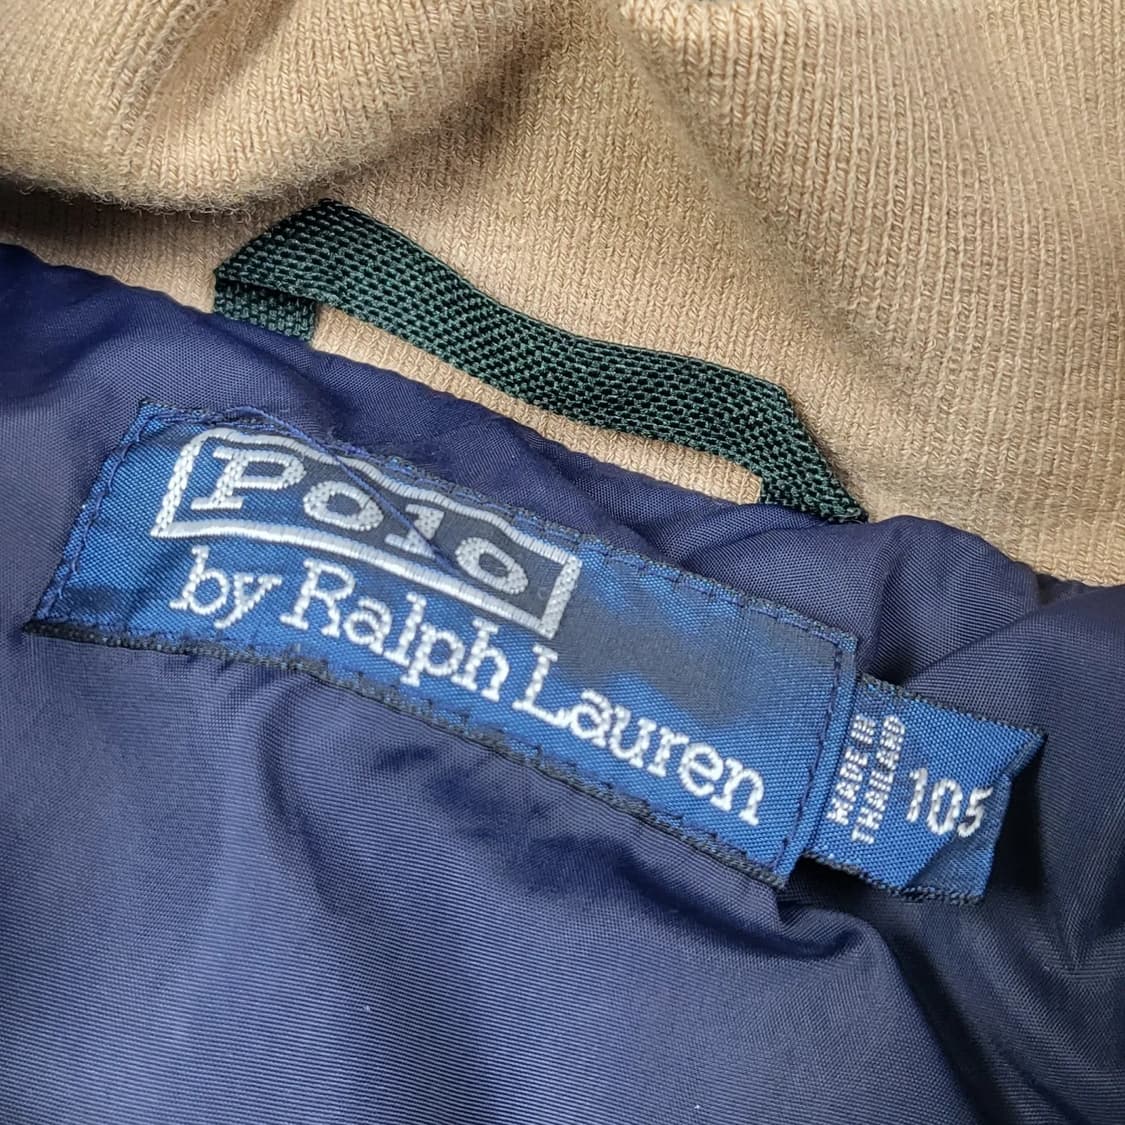 Polo
by Ralph Lauren
MADE IN
THAILAND
105